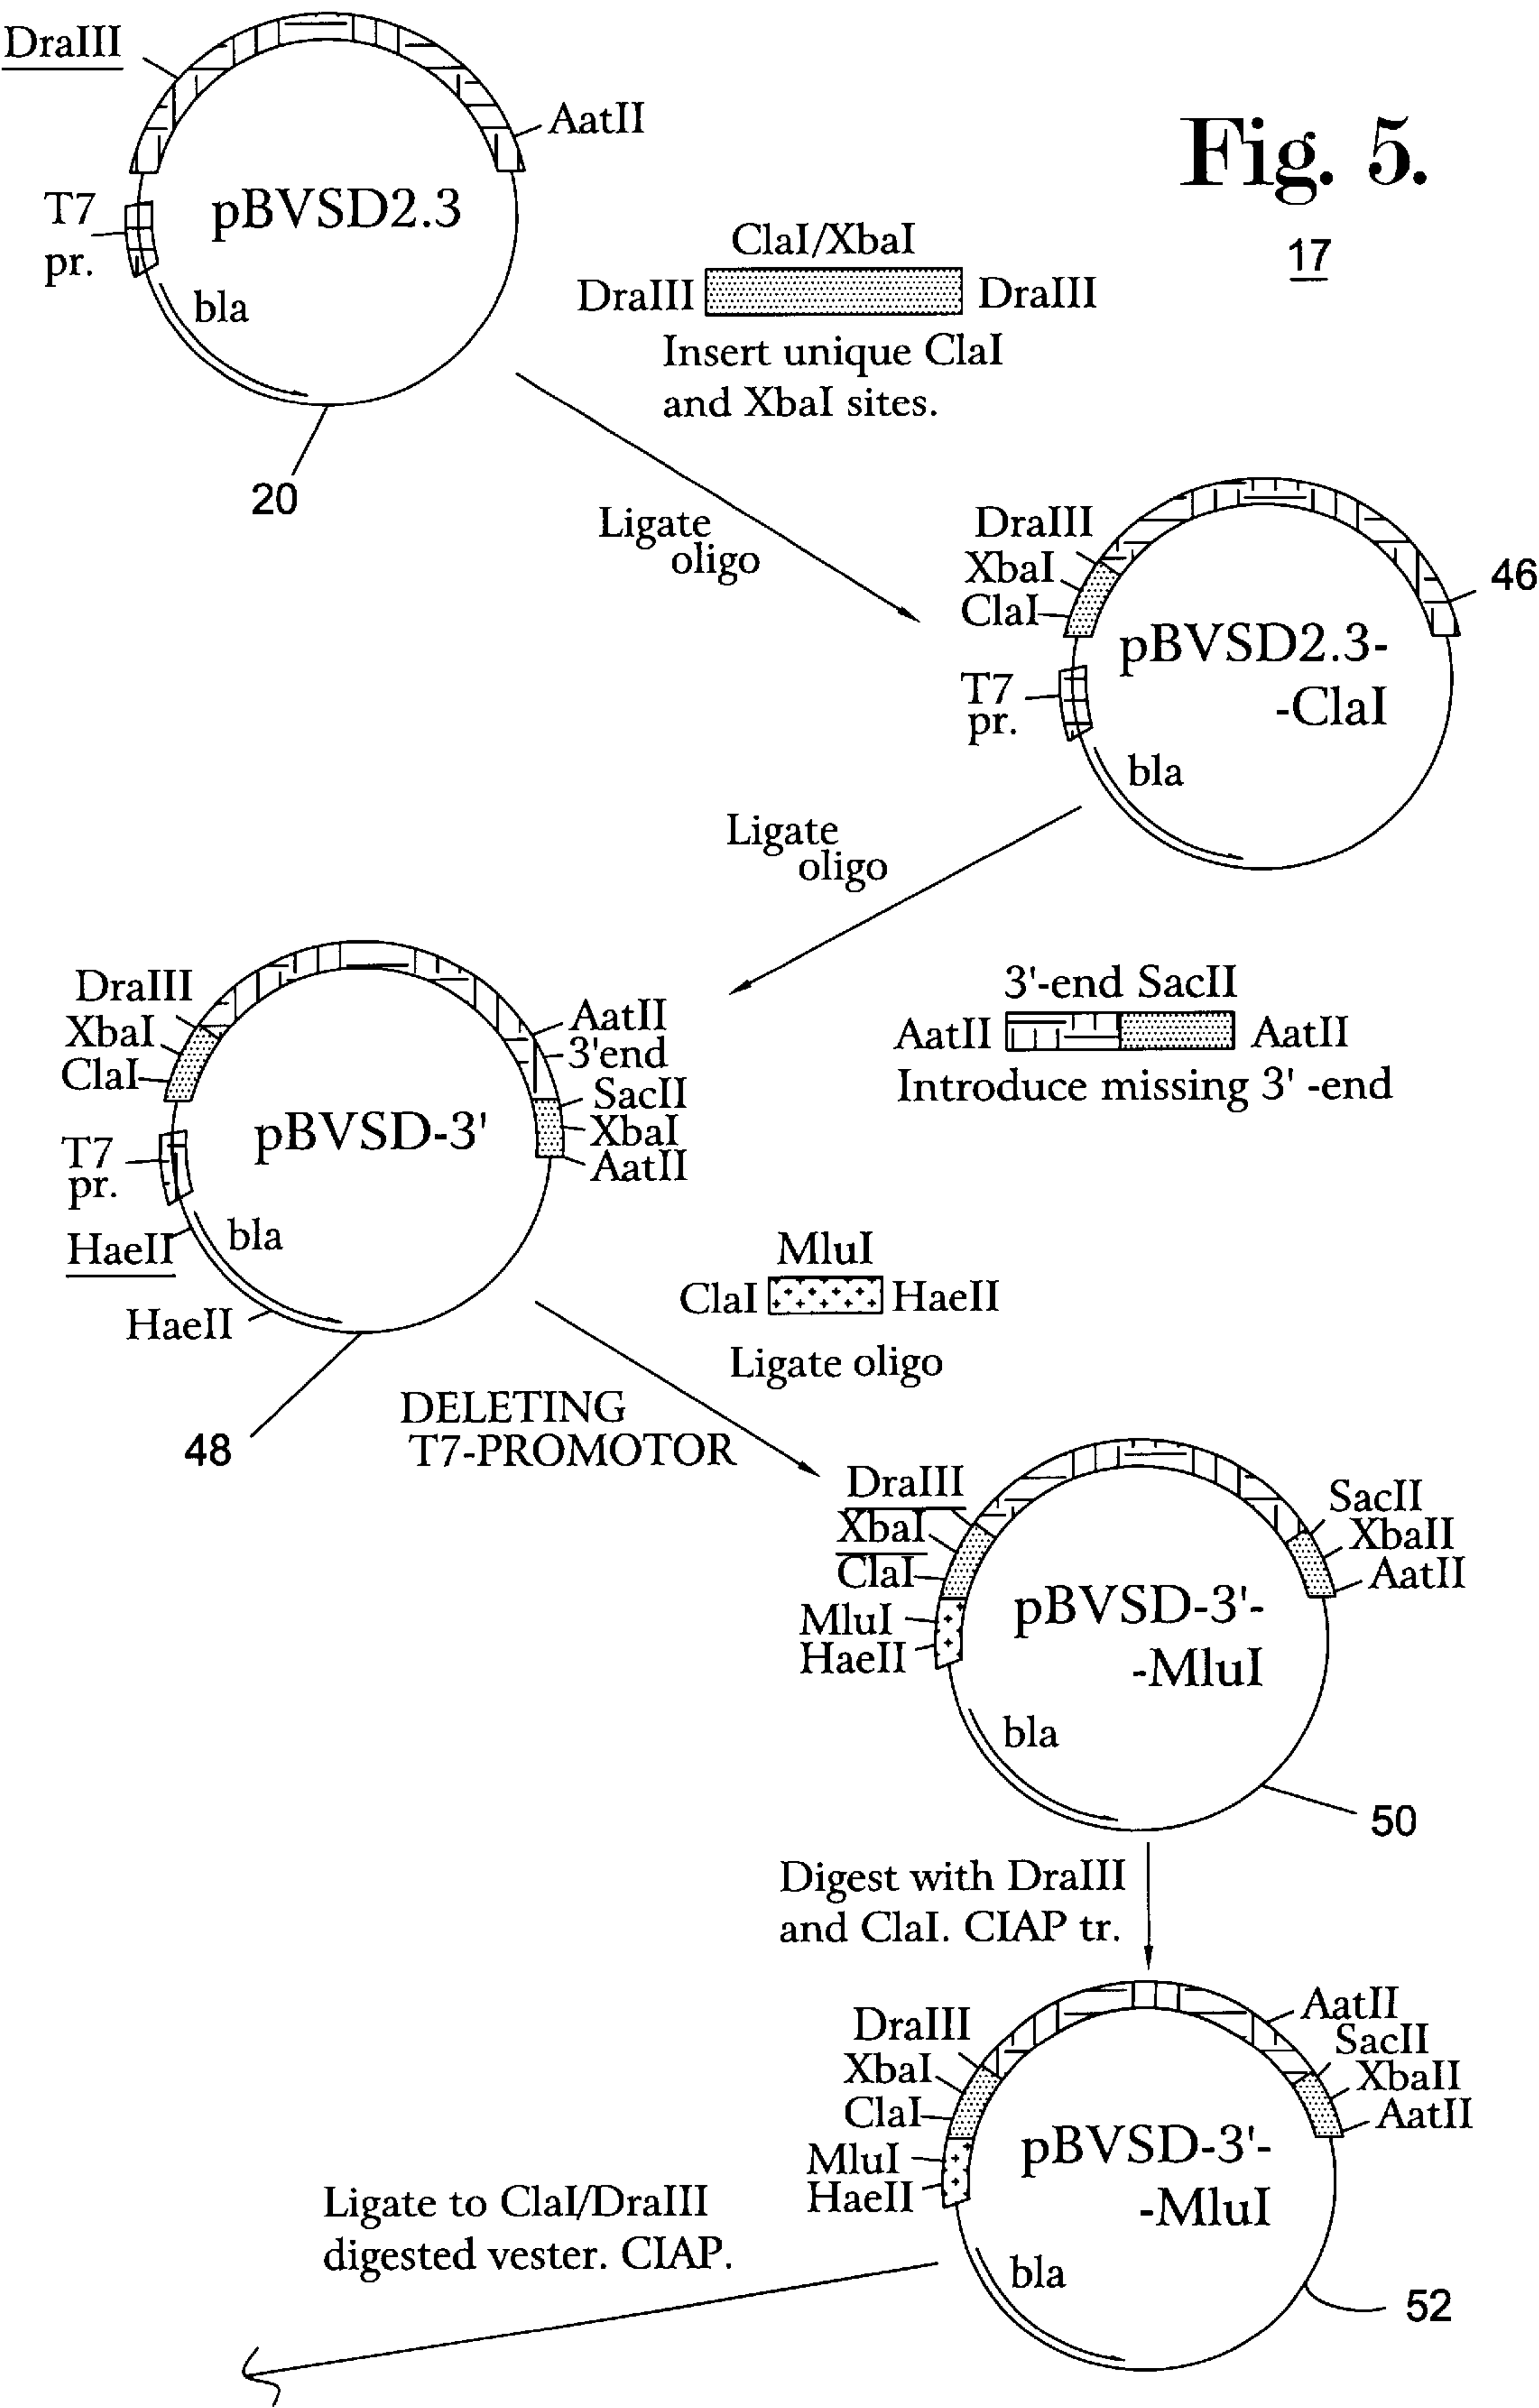 DraIII
AatII
Fig. 5.
17
T7
pr.
pBVSD2.3
bla
20
ClaI/XbaI
DraIII
DraIII
Insert unique ClaI
and XbaI sites.
Ligate
oligo
DraIII
XbaI
ClaI
46
pBVSD2.3-
-ClaI
T7
pr.
bla
Ligate
oligo
3'-end SacII
AatII
AatII
Introduce missing 3' -end
DraIII
XbaI
ClaI
AatII
3'end
SacII
XbaI
AatII
pBVSD-3'
T7
pr.
HaeII
bla
HaeII
48
MluI
ClaI
HaeII
Ligate oligo
DELETING
T7-PROMOTOR
DraIII
XbaI
ClaI
MluI
HaeII
SacII
XbaII
AatII
pBVSD-3'-
-MluI
bla
50
Digest with DraIII
and ClaI. CIAP tr.
DraIII
XbaI
ClaI
MluI
HaeII
AatII
SacII
XbaII
AatII
pBVSD-3'-
-MluI
bla
52
Ligate to ClaI/DraIII
digested vester. CIAP.